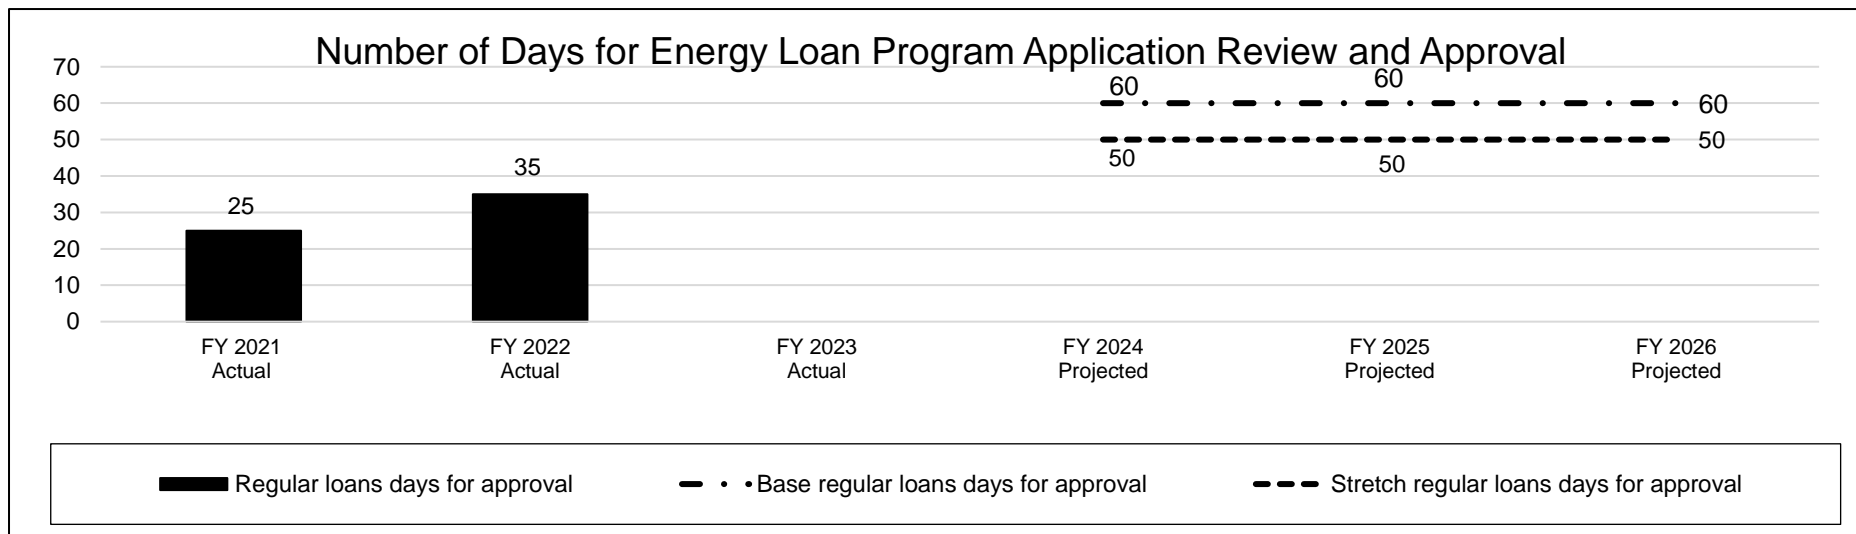 Number of Days for Energy Loan Program Application Review and Approval
70
60
50
40
30
20
10
0
25
35
60
60
60
50
50
50
FY 2021
Actual
FY 2022
Actual
FY 2023
Actual
FY 2024
Projected
FY 2025
Projected
FY 2026
Projected
Regular loans days for approval
Base regular loans days for approval
Stretch regular loans days for approval